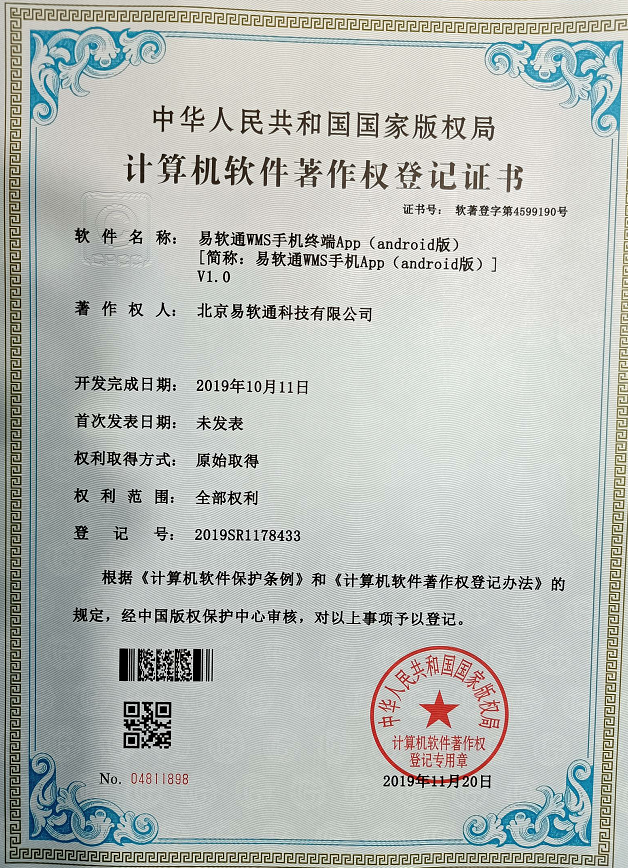 中华人民共和国国家版权局
计算机软件著作权登记证书
证书号： 软著登字第4599190号
CPCC
软件名称： 易软通WMS手机终端App（android版）
[简称：易软通WMS手机App（android版）]
V1.0
著作权人： 北京易软通科技有限公司
开发完成日期： 2019年10月11日
首次发表日期： 未发表
权利取得方式： 原始取得
权利范围： 全部权利
登记号： 2019SR1178433
根据《计算机软件保护条例》和《计算机软件著作权登记办法》的
规定，经中国版权保护中心审核，对以上事项予以登记。
中华人民共和国国家版权局
计算机软件著作权
登记专用章
No. 04811898
2019年11月20日